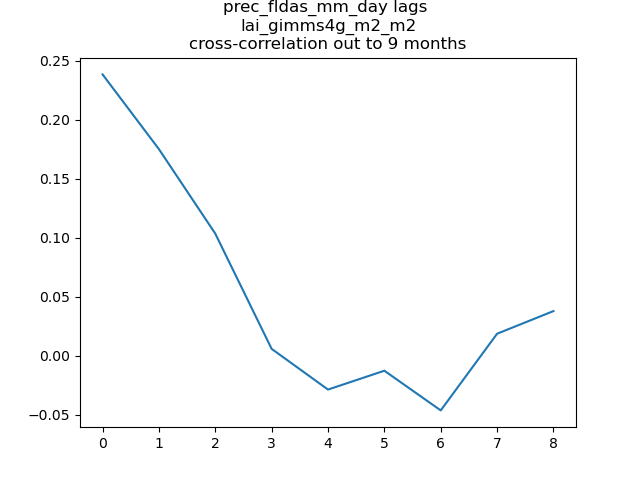 prec_fldas_mm_day lags
lai_gimms4g_m2_m2
cross-correlation out to 9 months
0.25
0.20
0.15
0.10
0.05
0.00
−0.05
0 1 2 3 4 5 6 7 8